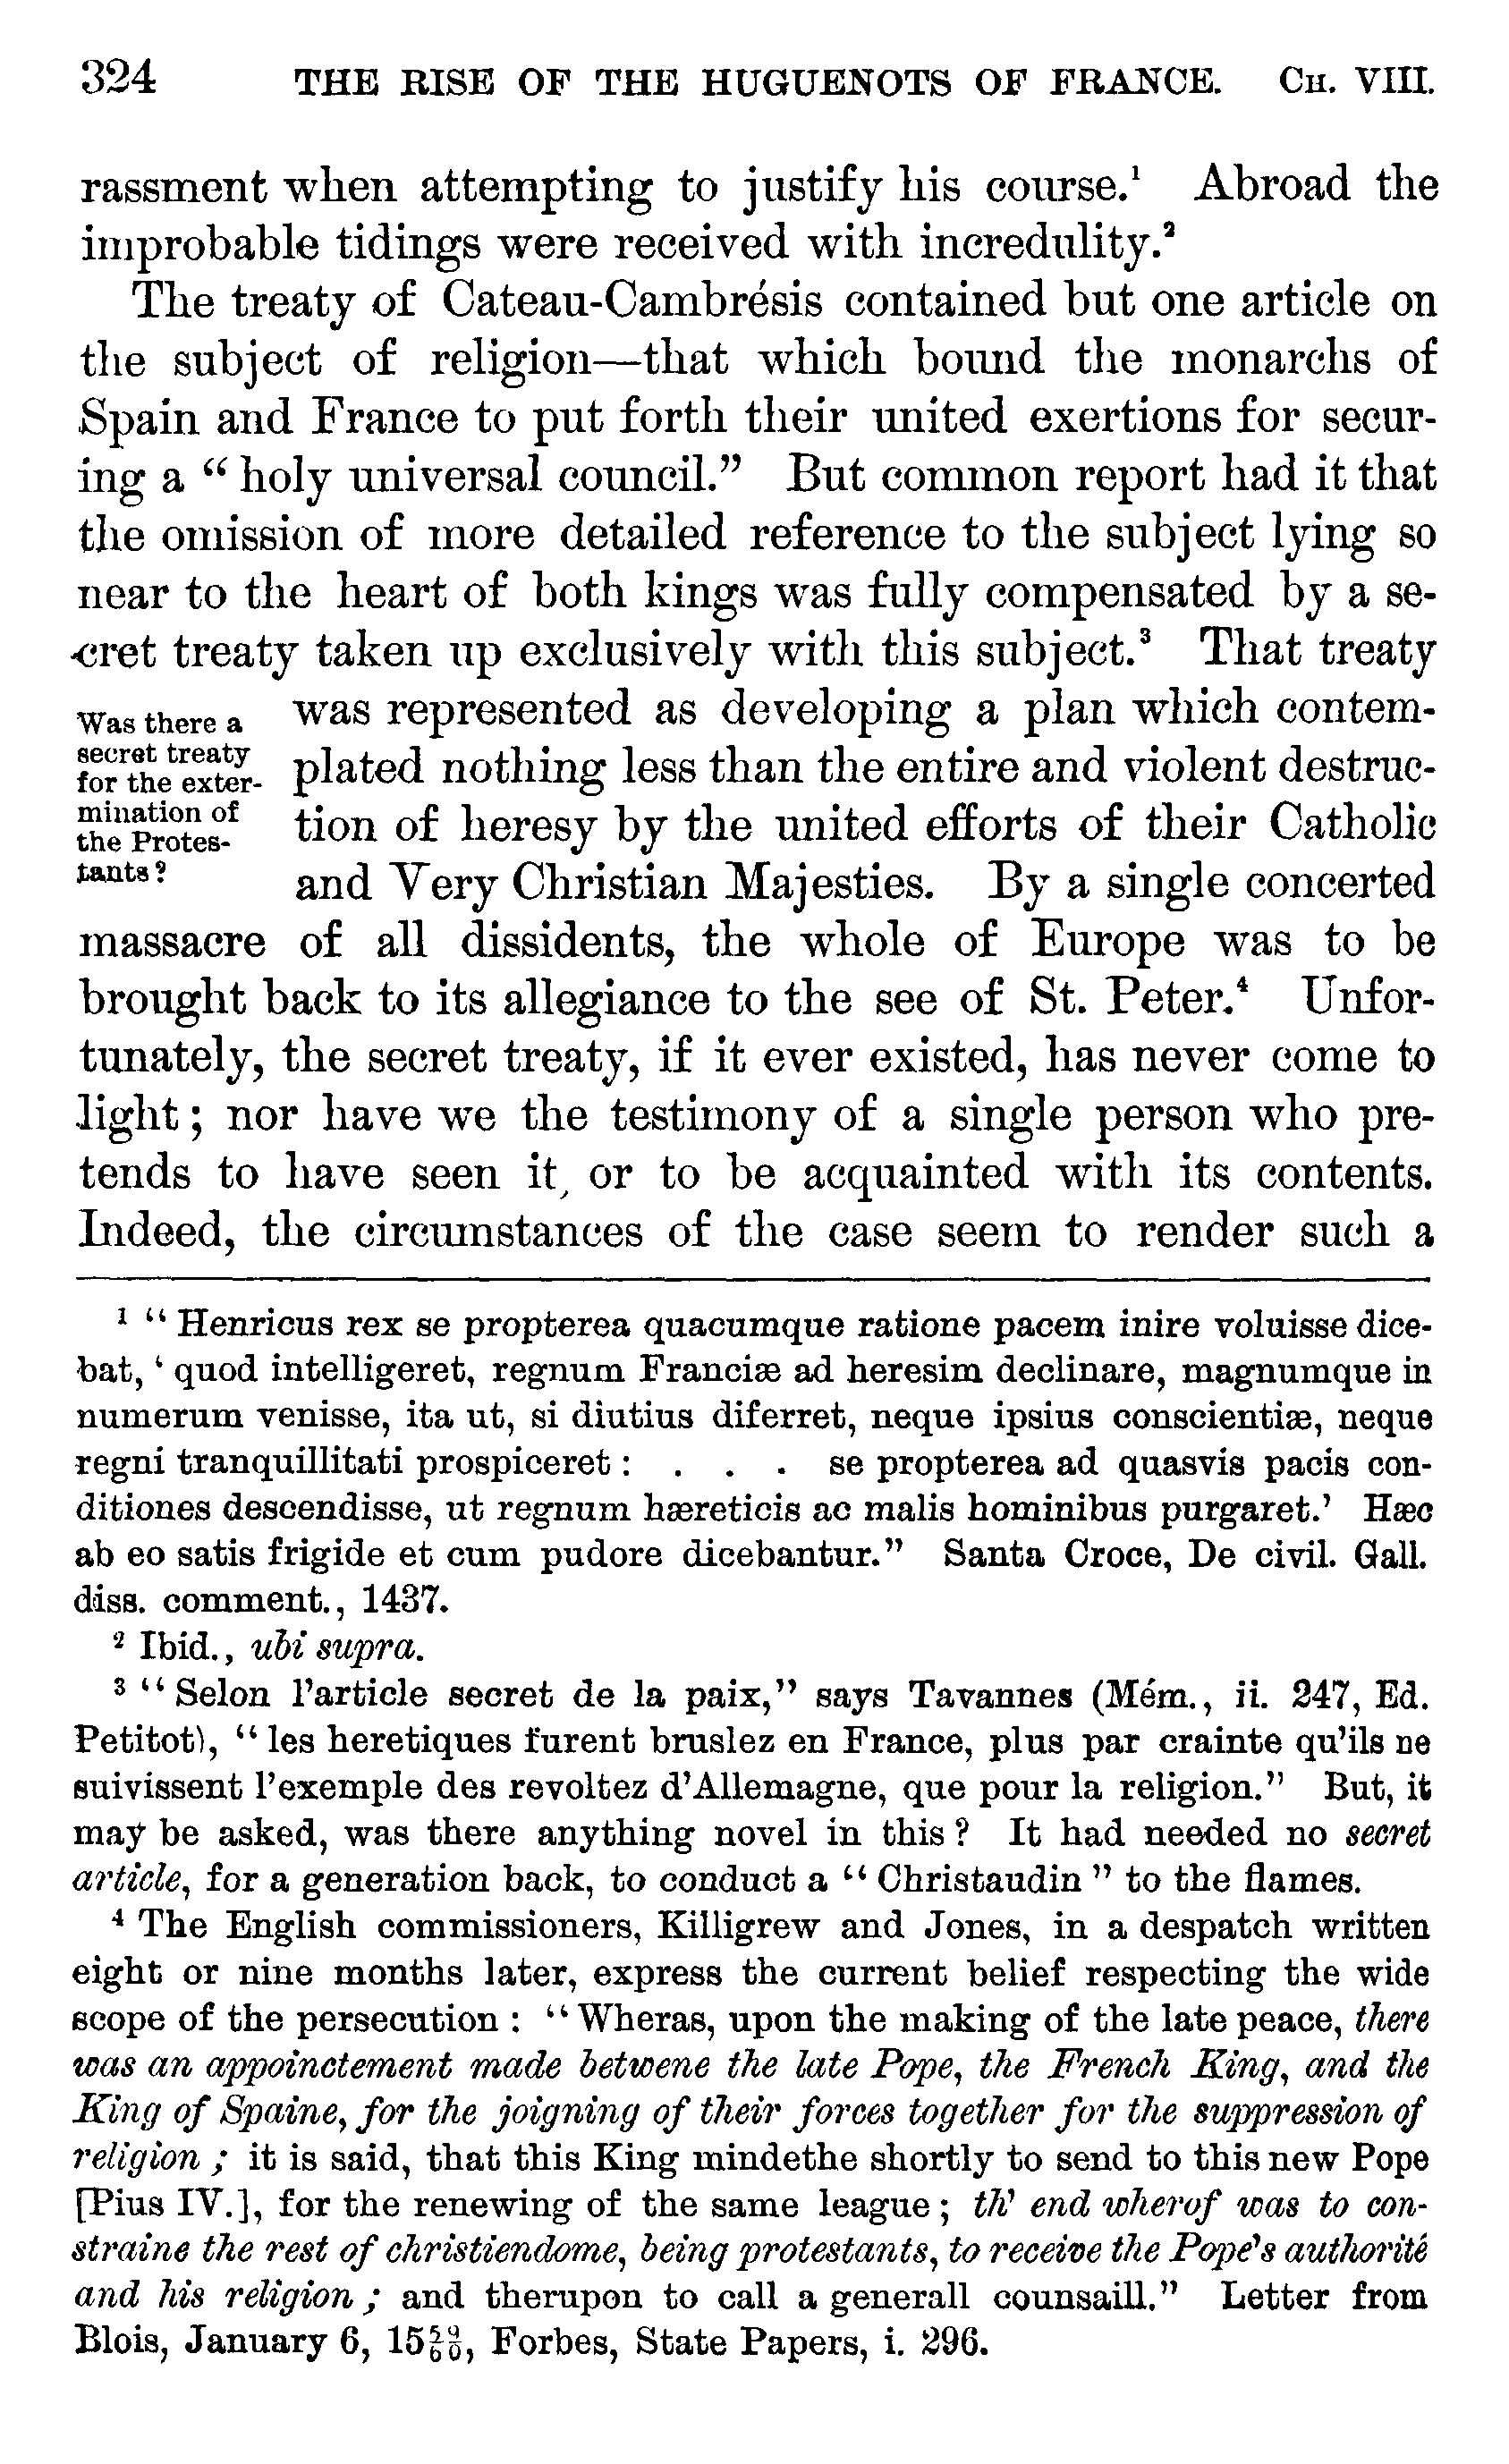 324 THE RISE OF THE HUGUENOTS OF FRANCE. CH. VIII.
rassment when attempting to justify his course.¹ Abroad the
improbable tidings were received with incredulity.²
The treaty of Cateau-Cambrésis contained but one article on
the subject of religion—that which bound the monarchs of
Spain and France to put forth their united exertions for secur-
ing a “holy universal council.” But common report had it that
the omission of more detailed reference to the subject lying so
near to the heart of both kings was fully compensated by a se-
cret treaty taken up exclusively with this subject.³ That treaty
Was there a
secret treaty
for the exter-
mination of
the Protes-
tants?
was represented as developing a plan which contem-
plated nothing less than the entire and violent destruc-
tion of heresy by the united efforts of their Catholic
and Very Christian Majesties. By a single concerted
massacre of all dissidents, the whole of Europe was to be
brought back to its allegiance to the see of St. Peter.⁴ Unfor-
tunately, the secret treaty, if it ever existed, has never come to
light; nor have we the testimony of a single person who pre-
tends to have seen it, or to be acquainted with its contents.
Indeed, the circumstances of the case seem to render such a
¹ “Henricus rex se propterea quacumque ratione pacem inire voluisse dice-
bat, ‘quod intelligeret, regnum Franciæ ad heresim declinare, magnumque in
numerum venisse, ita ut, si diutius diferret, neque ipsius conscientiæ, neque
regni tranquillitati prospiceret: . . . se propterea ad quasvis pacis con-
ditiones descendisse, ut regnum hæreticis ac malis hominibus purgaret.’ Hæc
ab eo satis frigide et cum pudore dicebantur.” Santa Croce, De civil. Gall.
diss. comment., 1437.
² Ibid., ubi supra.
³ “Selon l’article secret de la paix,” says Tavannes (Mém., ii. 247, Ed.
Petitot), “les heretiques furent bruslez en France, plus par crainte qu’ils ne
suivissent l’exemple des revoltez d’Allemagne, que pour la religion.” But, it
may be asked, was there anything novel in this? It had needed no secret
article, for a generation back, to conduct a “Christaudin” to the flames.
⁴ The English commissioners, Killigrew and Jones, in a despatch written
eight or nine months later, express the current belief respecting the wide
scope of the persecution: “Wheras, upon the making of the late peace, there
was an appoinctement made betwene the late Pope, the French King, and the
King of Spaine, for the joigning of their forces together for the suppression of
religion; it is said, that this King mindethe shortly to send to this new Pope
[Pius IV.], for the renewing of the same league; th’ end wherof was to con-
straine the rest of christiendome, being protestants, to receive the Pope’s authorité
and his religion; and therupon to call a generall counsaill.” Letter from
Blois, January 6, 15⁵⁹⁄₆₀, Forbes, State Papers, i. 296.